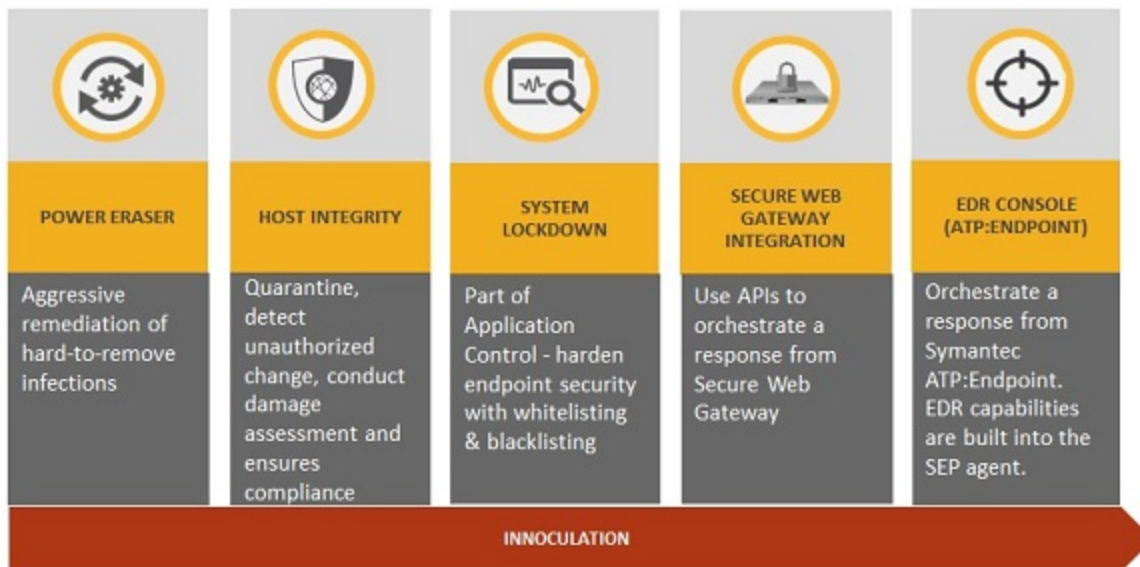 POWER ERASER
Aggressive
remediation of
hard-to-remove
infections
HOST INTEGRITY
Quarantine,
detect
unauthorized
change, conduct
damage
assessment and
ensures
compliance
SYSTEM
LOCKDOWN
Part of
Application
Control - harden
endpoint security
with whitelisting
& blacklisting
SECURE WEB
GATEWAY
INTEGRATION
Use APIs to
orchestrate a
response from
Secure Web
Gateway
EDR CONSOLE
(ATP:ENDPOINT)
Orchestrate a
response from
Symantec
ATP:Endpoint.
EDR capabilities
are built into the
SEP agent.
INNOCULATION